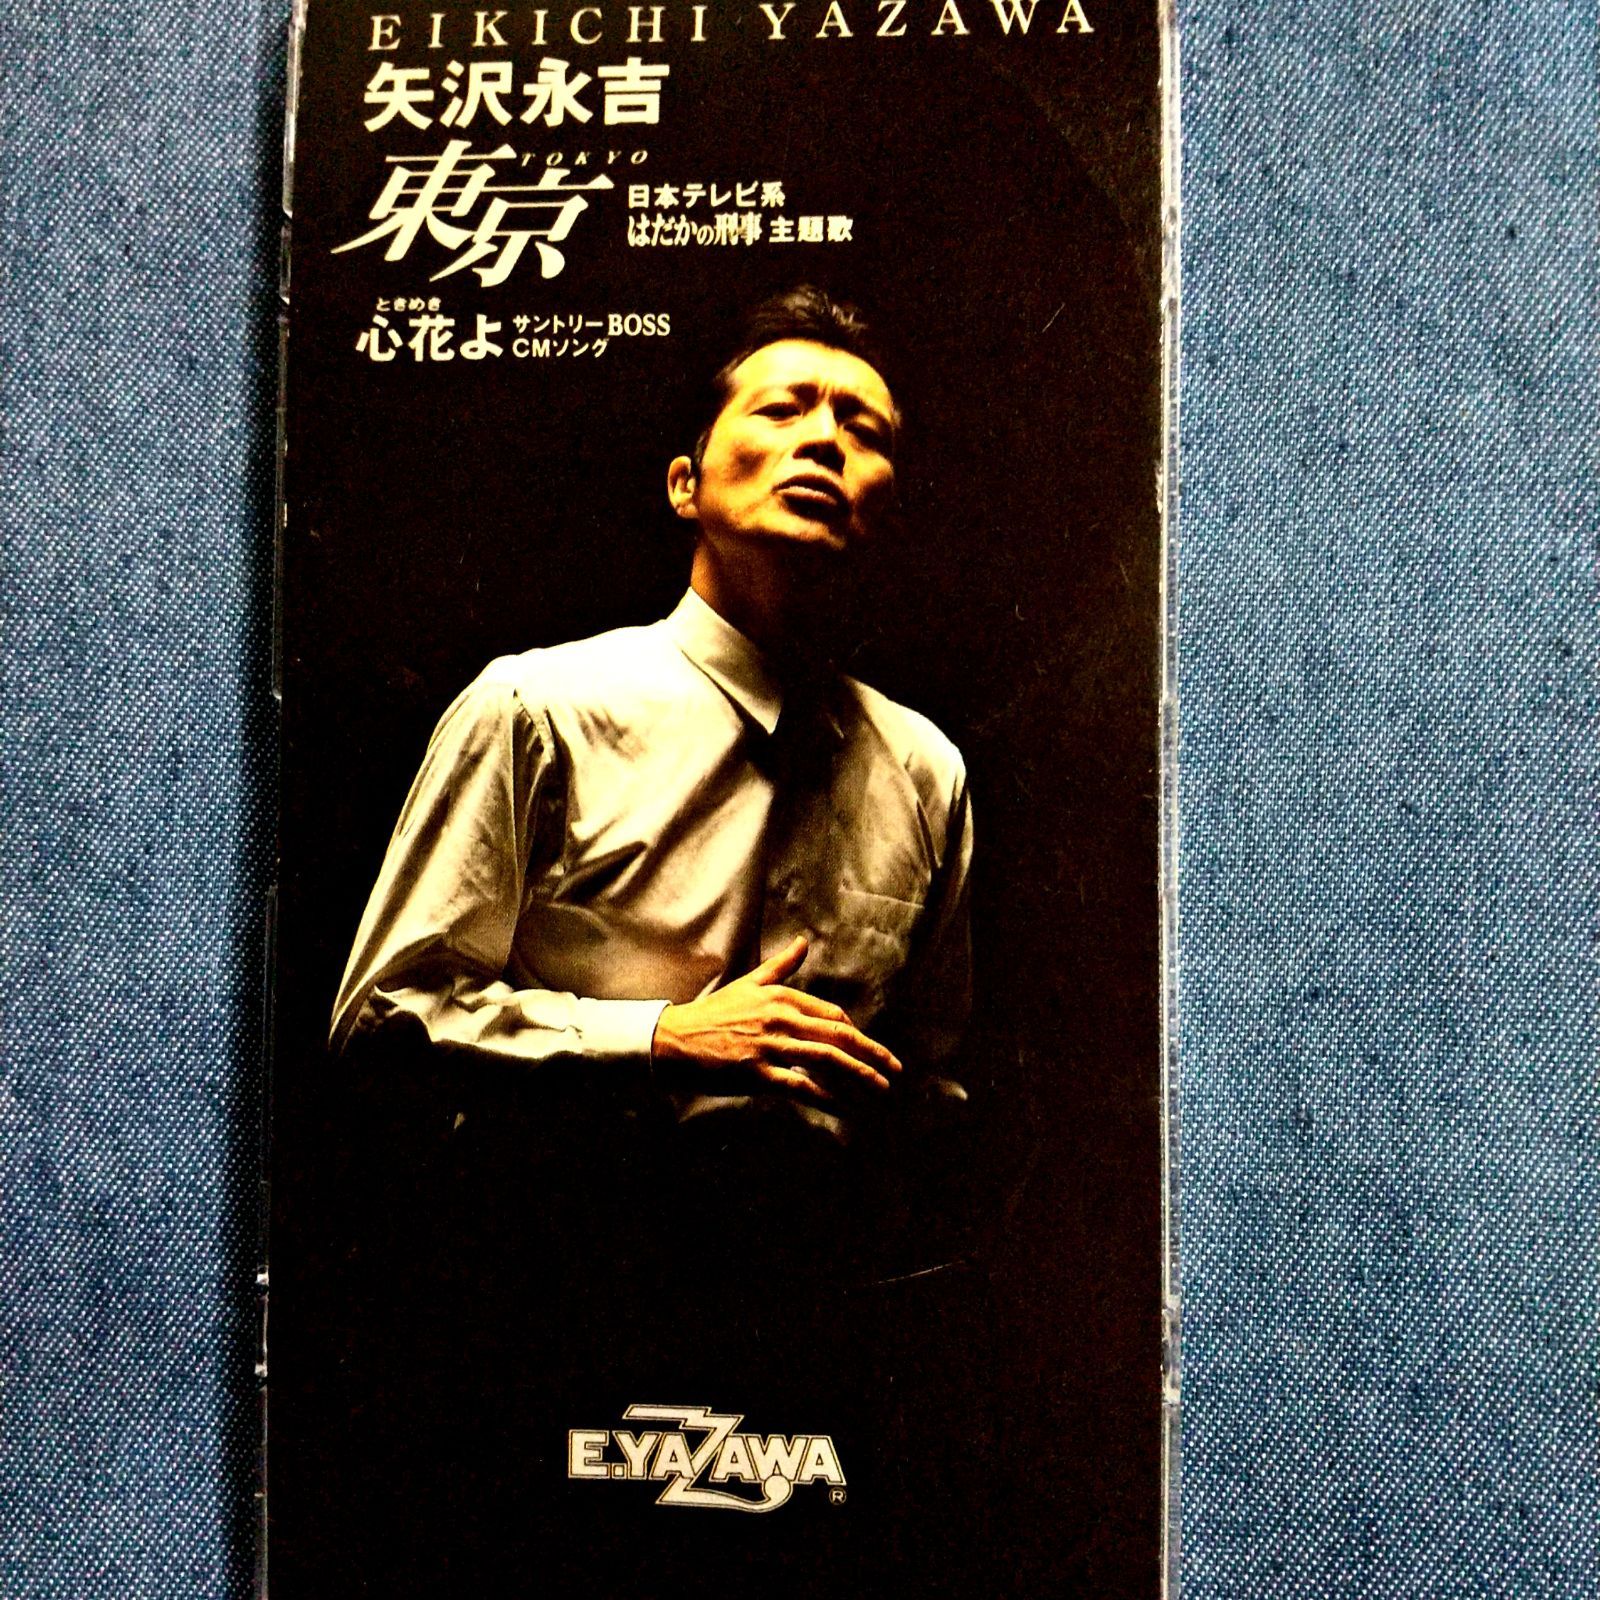 EIKICHI YAZAWA
矢沢永吉
東京
TOKYO
日本テレビ系
はだかの刑事 主題歌
ときめき
心花よ
サントリーBOSS
CMソング
E.YAZAWA
®